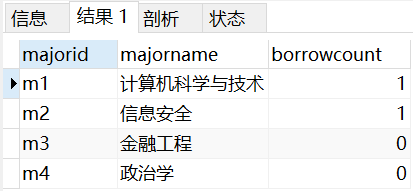 信息 结果 1 剖析 状态
majorid majorname borrowcount
m1 计算机科学与技术 1
m2 信息安全 1
m3 金融工程 0
m4 政治学 0